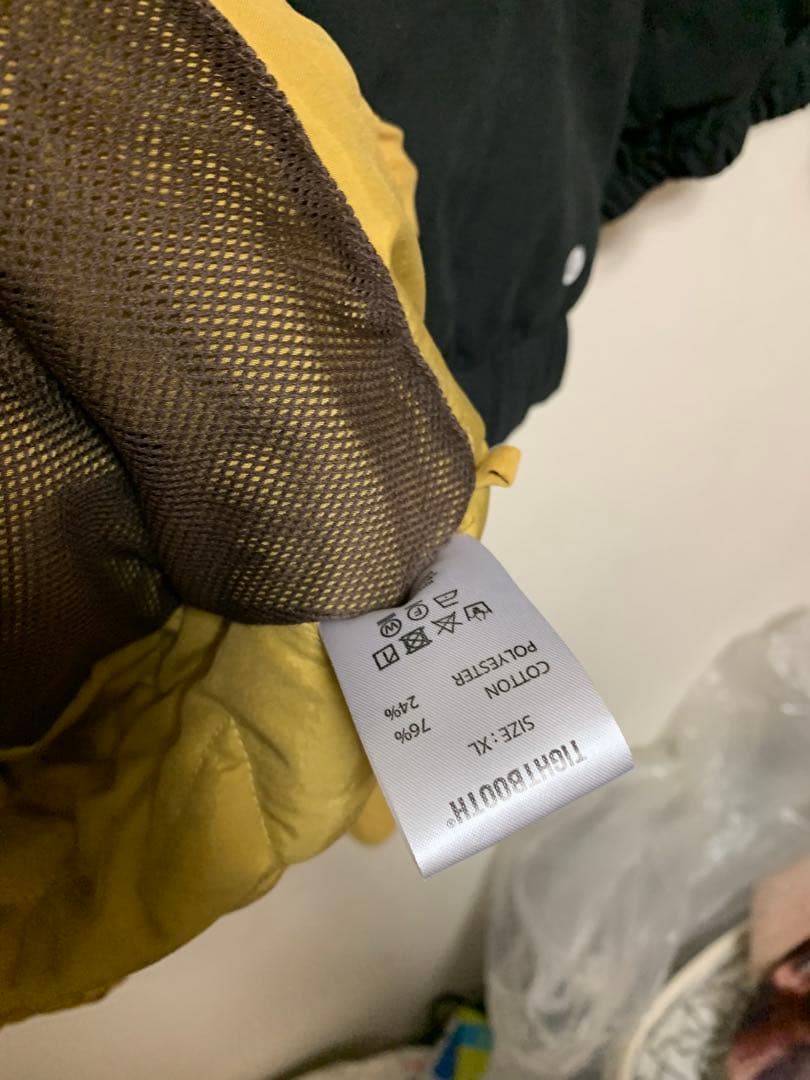 TIGHTBOOTH®
SIZE : XL
COTTON 76%
POLYESTER 24%
F W